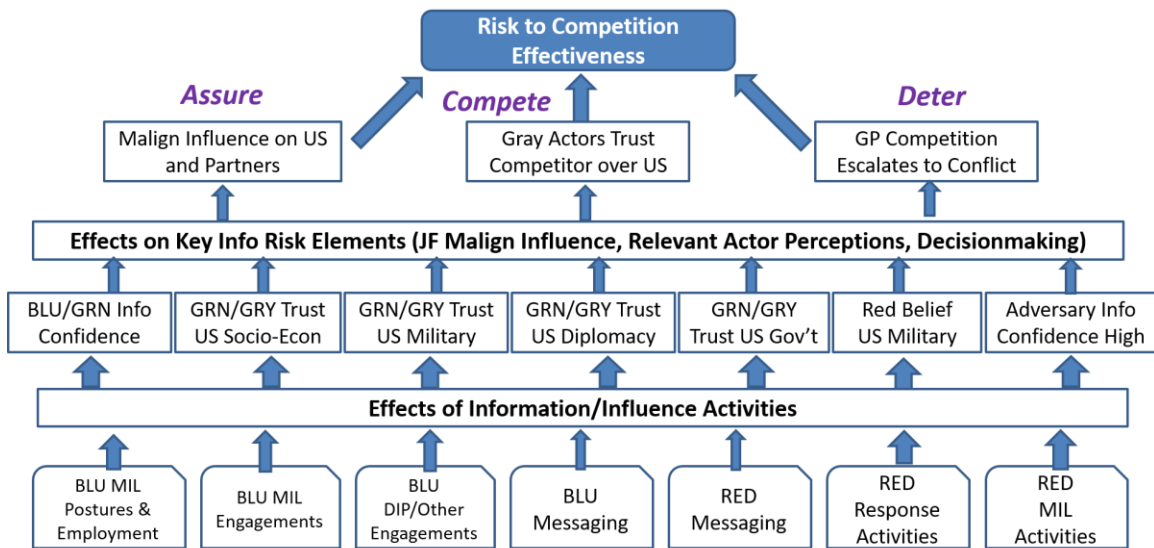 Risk to Competition
Effectiveness
Assure
Compete
Deter
Malign Influence on US
and Partners
Gray Actors Trust
Competitor over US
GP Competition
Escalates to Conflict
Effects on Key Info Risk Elements (JF Malign Influence, Relevant Actor Perceptions, Decisionmaking)
BLU/GRN Info
Confidence
GRN/GRY Trust
US Socio-Econ
GRN/GRY Trust
US Military
GRN/GRY Trust
US Diplomacy
GRN/GRY
Trust US Gov't
Red Belief
US Military
Adversary Info
Confidence High
Effects of Information/Influence Activities
BLU MIL
Postures &
Employment
BLU MIL
Engagements
BLU
DIP/Other
Engagements
BLU
Messaging
RED
Messaging
RED
Response
Activities
RED
MIL
Activities